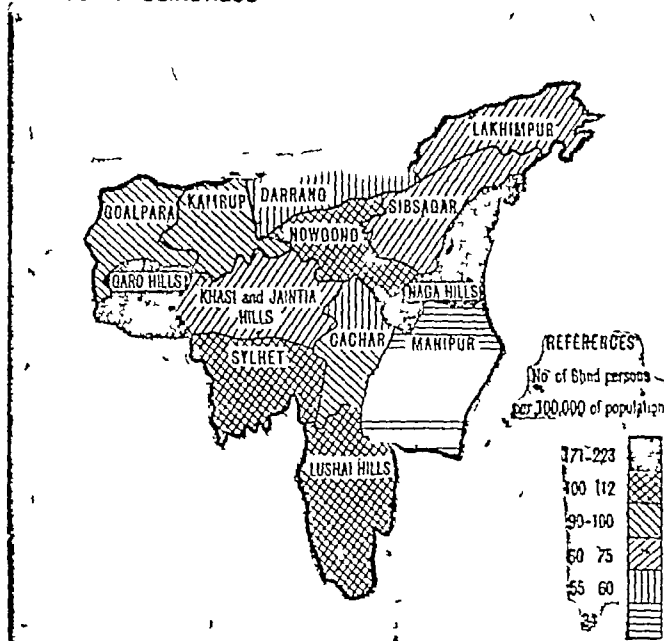 LAKHIMPUR
DARRANG
GOALPARA
KAMRUP
SIBSAGAR
NOWGONG
GARO HILLS
NAGA HILLS
KHASI and JAINTIA
HILLS
CACHAR
MANIPUR
SYLHET
LUSHAI HILLS
REFERENCES
No of Blind persons
per 100,000 of population
171-223
100 112
90-100
60 75
55 60